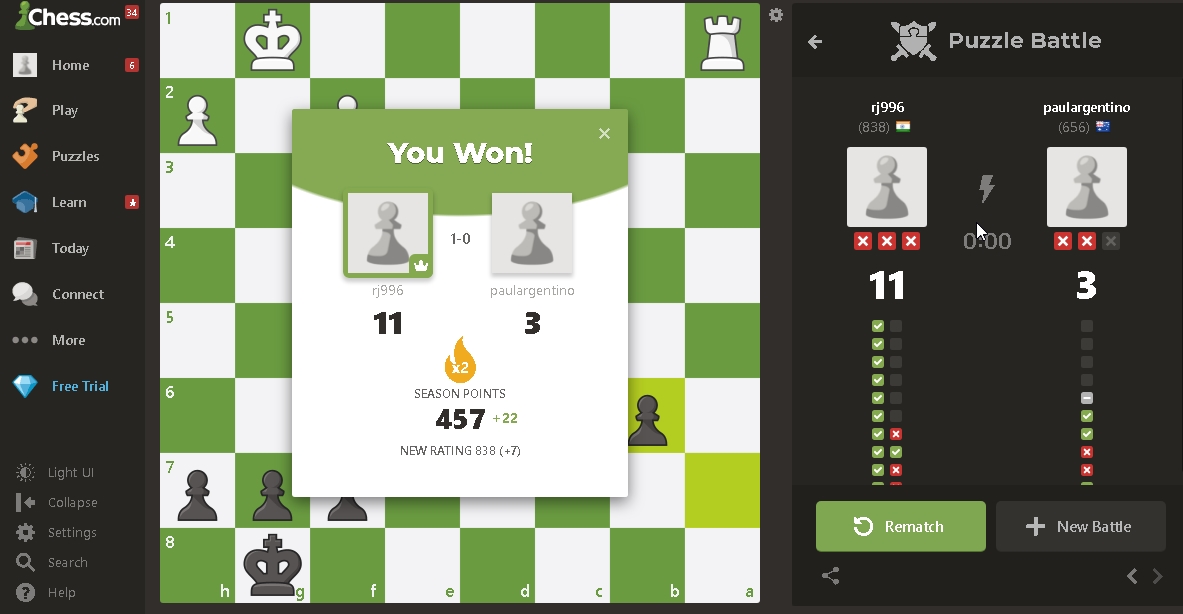 Chess.com 34
Home 6
Play
Puzzles
Learn
Today
Connect
More
Free Trial
Light UI
Collapse
Settings
Search
Help
1
2
3
4
5
6
7
8
h g f e d c b a
You Won!
1-0
rj996 paulargentino
11 3
x2
SEASON POINTS
457 +22
NEW RATING 838 (+7)
Puzzle Battle
rj996 paulargentino
(838) (656)
0:00
11 3
Rematch New Battle